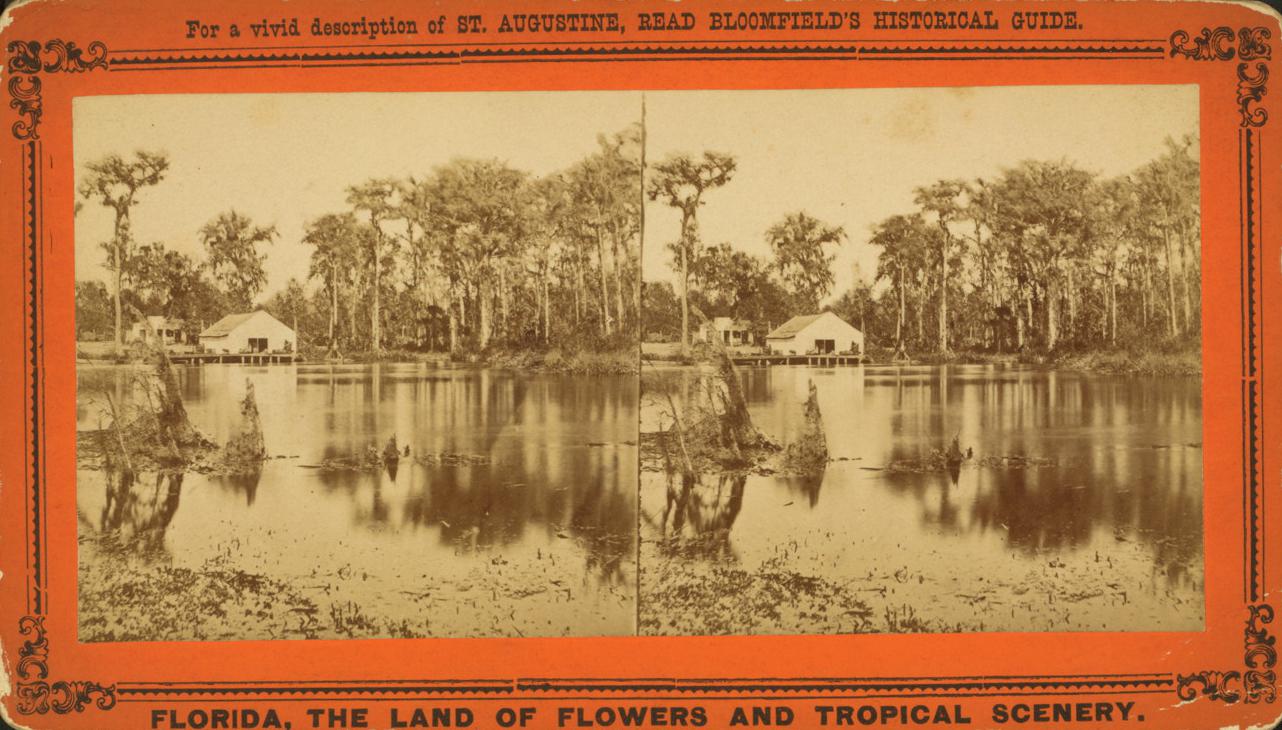 For a vivid description of ST. AUGUSTINE, READ BLOOMFIELD'S HISTORICAL GUIDE.
FLORIDA, THE LAND OF FLOWERS AND TROPICAL SCENERY.